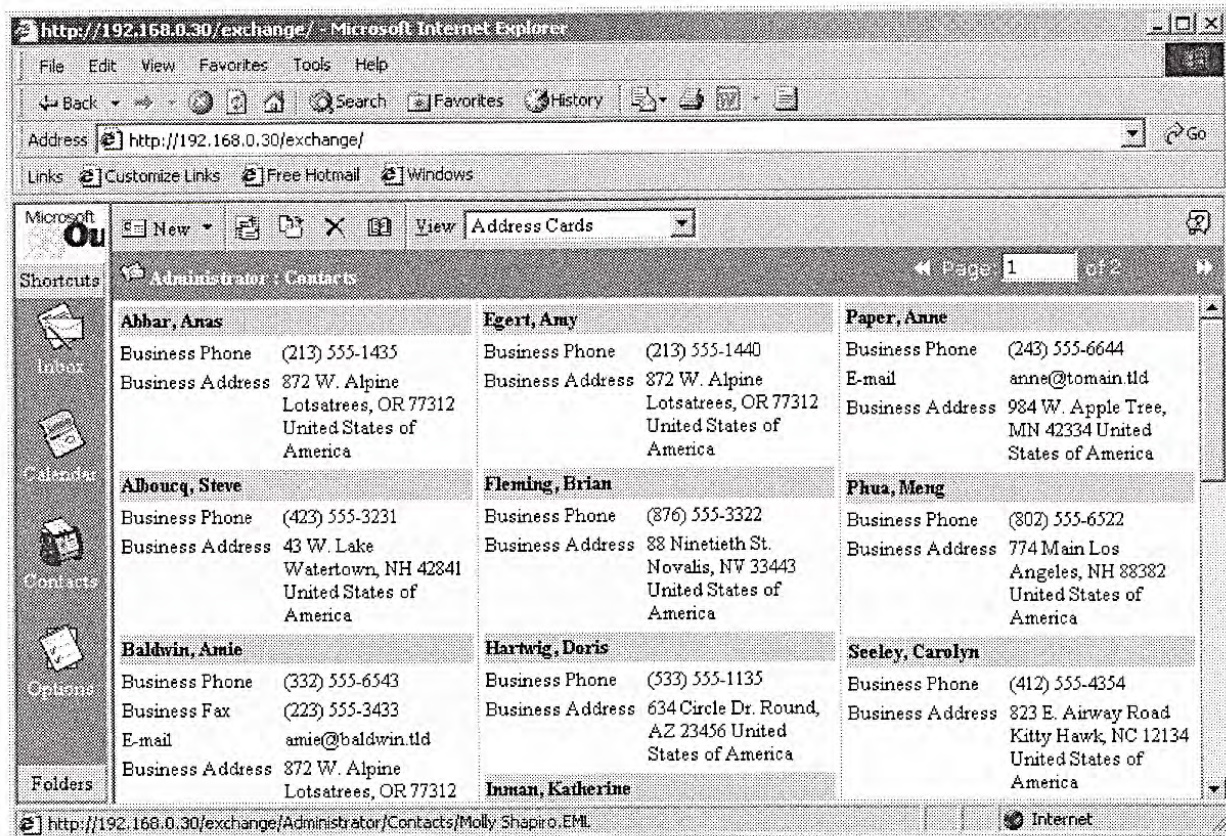 http://192.168.0.30/exchange/ - Microsoft Internet Explorer
File Edit View Favorites Tools Help
Back Search Favorites History
Address http://192.168.0.30/exchange/ Go
Links Customize Links Free Hotmail Windows
Microsoft
Ou
New View Address Cards
Shortcuts
Administrator : Contacts Page: 1 of 2
Inbox
Calendar
Contacts
Options
Folders
Abbar, Anas
Business Phone (213) 555-1435
Business Address 872 W. Alpine
Lotsatrees, OR 77312
United States of
America
Alboucq, Steve
Business Phone (423) 555-3231
Business Address 43 W. Lake
Watertown, NH 42841
United States of
America
Baldwin, Amie
Business Phone (332) 555-6543
Business Fax (223) 555-3433
E-mail amie@baldwin.tld
Business Address 872 W. Alpine
Lotsatrees, OR 77312
Egert, Amy
Business Phone (213) 555-1440
Business Address 872 W. Alpine
Lotsatrees, OR 77312
United States of
America
Fleming, Brian
Business Phone (876) 555-3322
Business Address 88 Ninetieth St.
Novalis, NV 33443
United States of
America
Hartwig, Doris
Business Phone (533) 555-1135
Business Address 634 Circle Dr. Round,
AZ 23456 United
States of America
Inman, Katherine
Paper, Anne
Business Phone (243) 555-6644
E-mail anne@tomain.tld
Business Address 984 W. Apple Tree,
MN 42334 United
States of America
Phua, Meng
Business Phone (802) 555-6522
Business Address 774 Main Los
Angeles, NH 88382
United States of
America
Seeley, Carolyn
Business Phone (412) 555-4354
Business Address 823 E. Airway Road
Kitty Hawk, NC 12134
United States of
America
http://192.168.0.30/exchange/Administrator/Contacts/Molly Shapiro.EML Internet